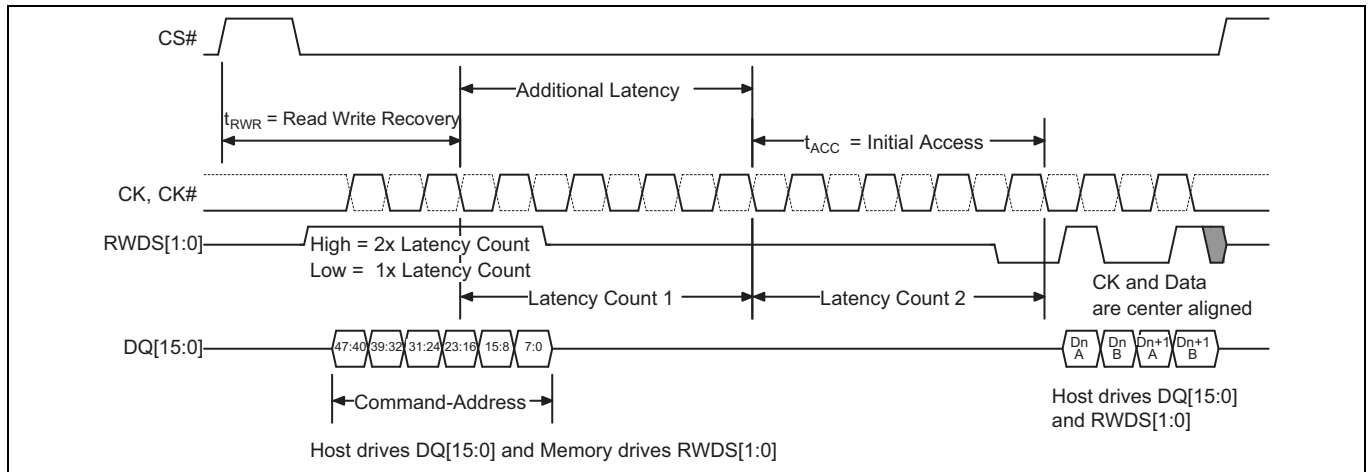 CS#
Additional Latency
tRWR = Read Write Recovery
tACC = Initial Access
CK, CK#
RWDS[1:0]
High = 2x Latency Count
Low = 1x Latency Count
CK and Data
are center aligned
Latency Count 1
Latency Count 2
DQ[15:0]
47:40 39:32 31:24 23:16 15:8 7:0
Dn A Dn B Dn+1 A Dn+1 B
Command-Address
Host drives DQ[15:0]
and RWDS[1:0]
Host drives DQ[15:0] and Memory drives RWDS[1:0]